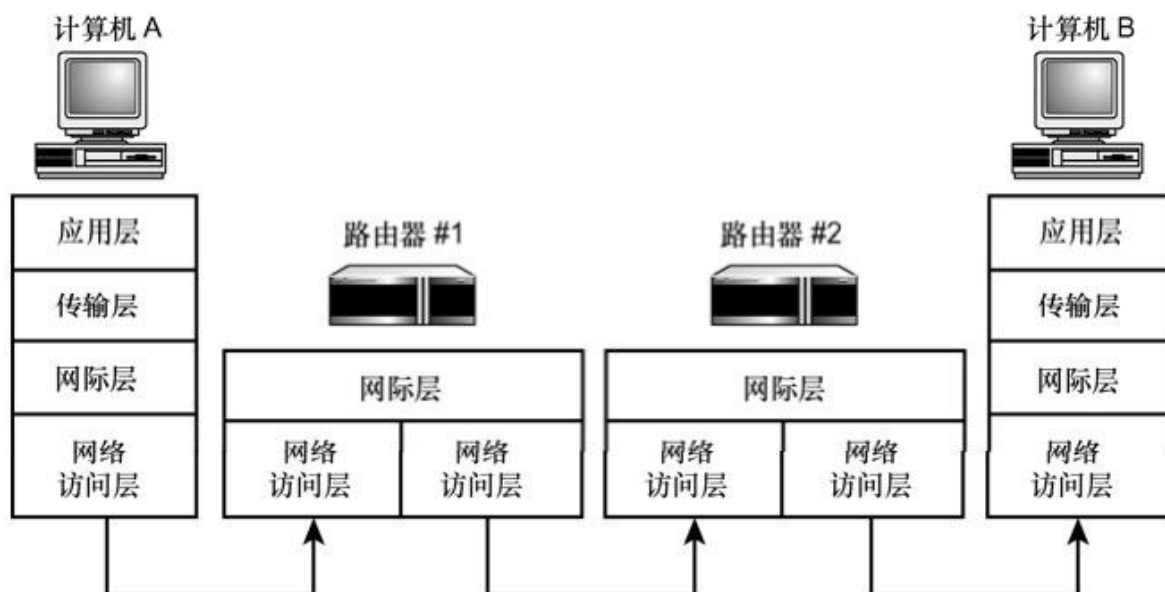 计算机 A
计算机 B
应用层
传输层
网际层
网络
访问层
路由器 #1
网际层
网络
访问层
网络
访问层
路由器 #2
网际层
网络
访问层
网络
访问层
应用层
传输层
网际层
网络
访问层